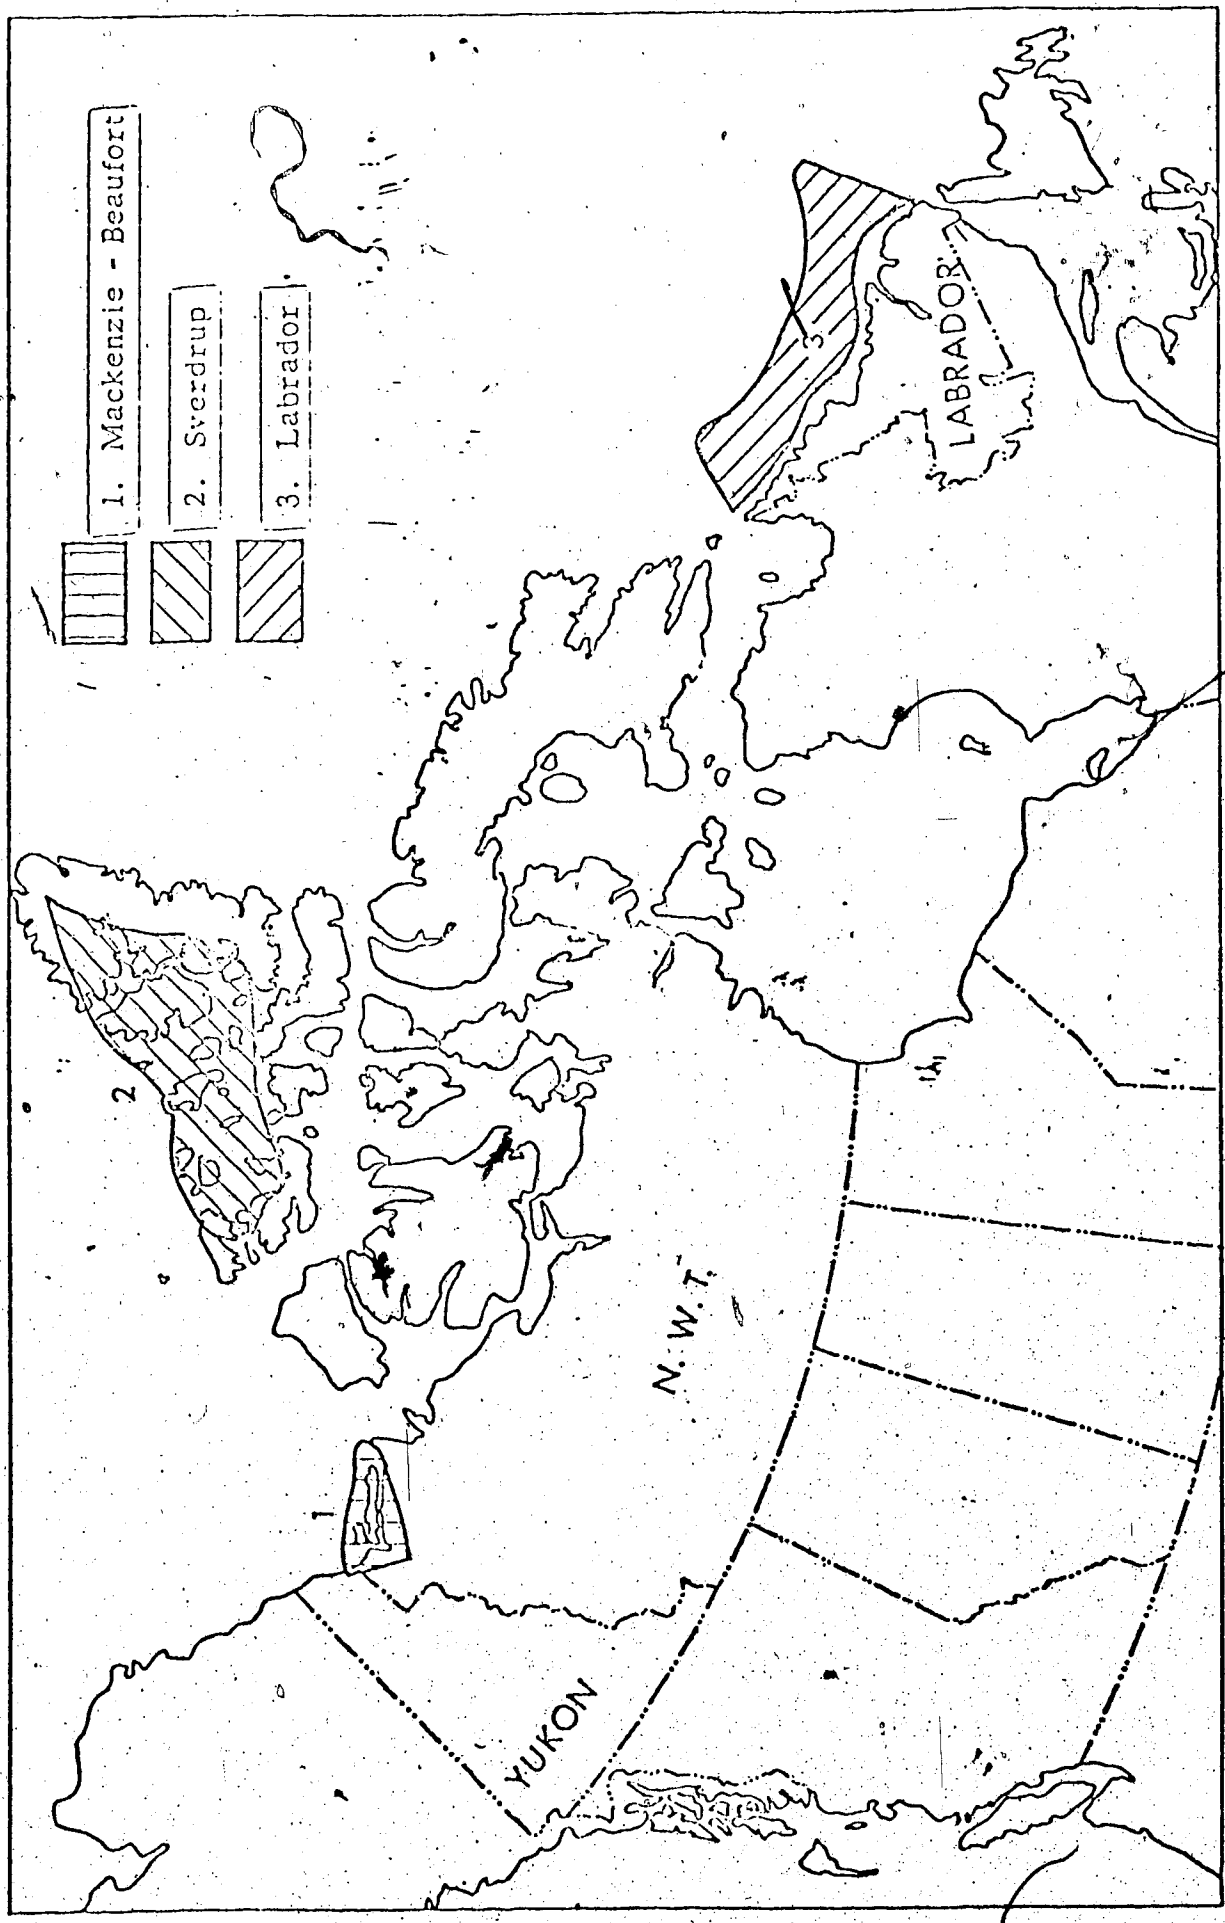 1. Mackenzie - Beaufort
2. Sverdrup
3. Labrador
2
1
3
YUKON
N.W.T.
LABRADOR